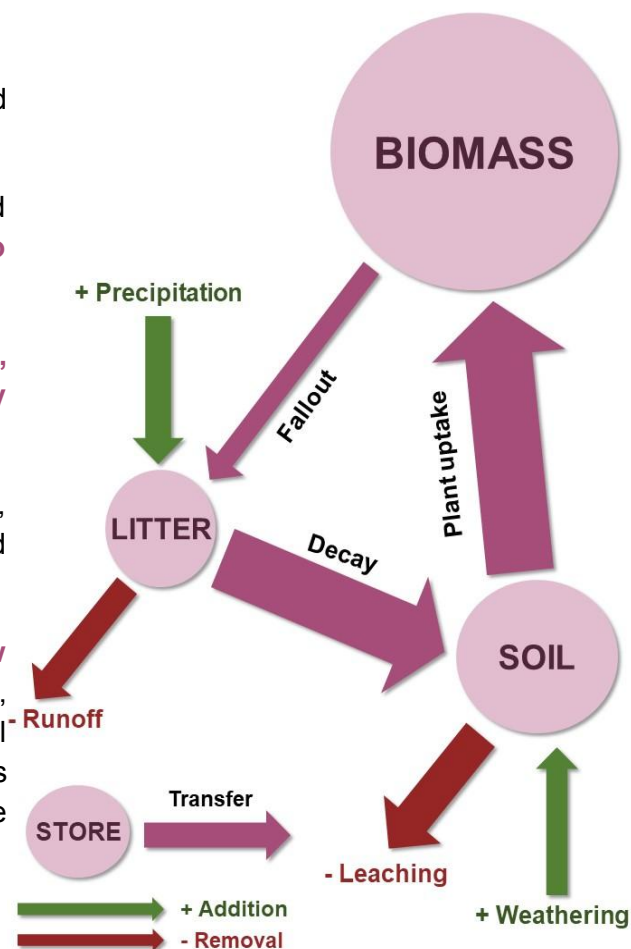 BIOMASS
+ Precipitation
Fallout
Plant uptake
LITTER
Decay
SOIL
- Runoff
Transfer
STORE
- Leaching
+ Addition
+ Weathering
- Removal